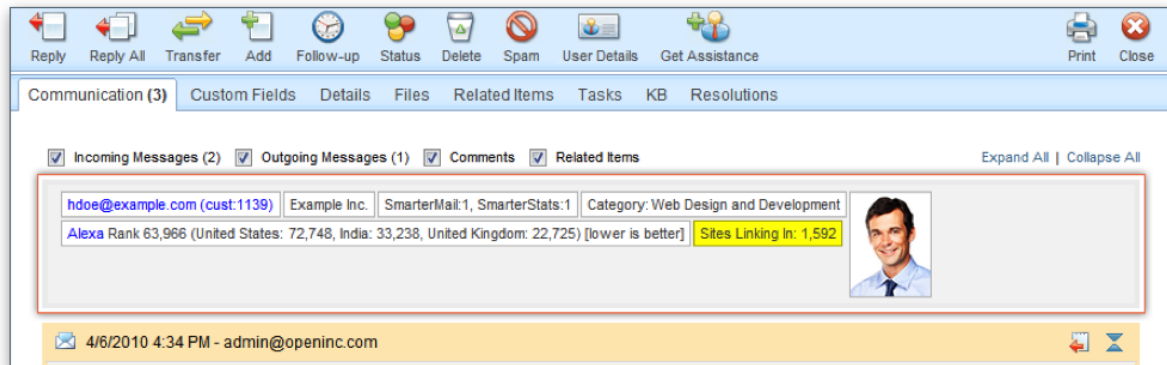 Reply Reply All Transfer Add Follow-up Status Delete Spam User Details Get Assistance Print Close
Communication (3) Custom Fields Details Files Related Items Tasks KB Resolutions
Incoming Messages (2) Outgoing Messages (1) Comments Related Items Expand All | Collapse All
hdoe@example.com (cust:1139) Example Inc. SmarterMail:1, SmarterStats:1 Category: Web Design and Development
Alexa Rank 63,966 (United States: 72,748, India: 33,238, United Kingdom: 22,725) [lower is better] Sites Linking In: 1,592
4/6/2010 4:34 PM - admin@openinc.com